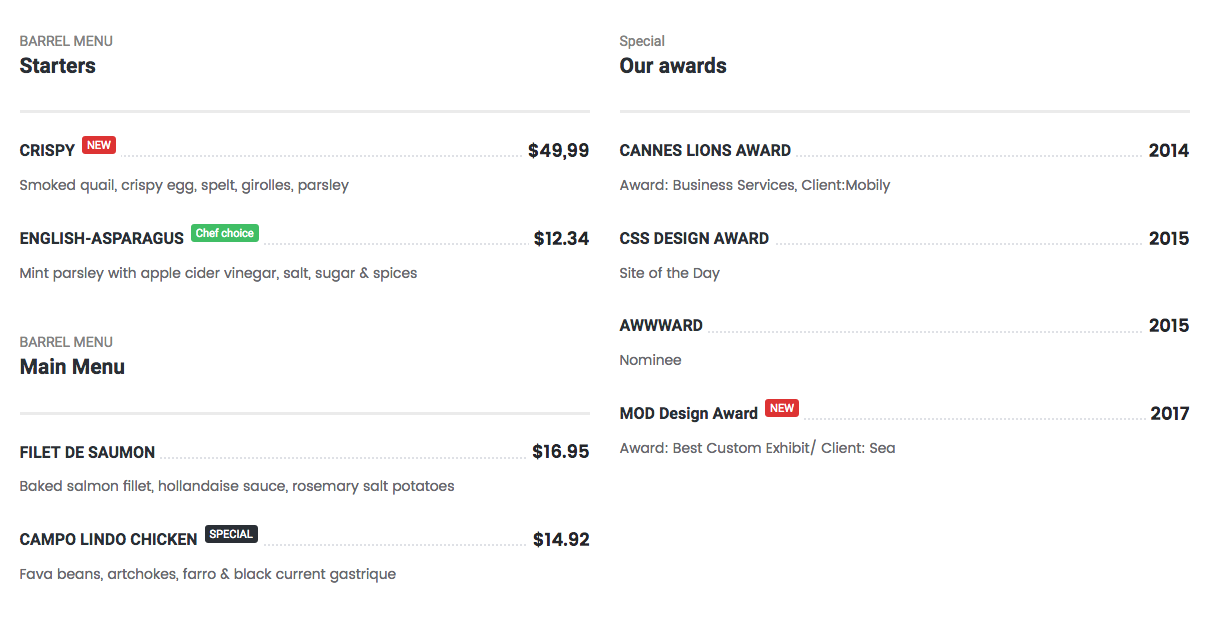 BARREL MENU
Starters
CRISPY NEW $49,99
Smoked quail, crispy egg, spelt, girolles, parsley
ENGLISH-ASPARAGUS Chef choice $12.34
Mint parsley with apple cider vinegar, salt, sugar & spices
BARREL MENU
Main Menu
FILET DE SAUMON $16.95
Baked salmon fillet, hollandaise sauce, rosemary salt potatoes
CAMPO LINDO CHICKEN SPECIAL $14.92
Fava beans, artchokes, farro & black current gastrique
Special
Our awards
CANNES LIONS AWARD 2014
Award: Business Services, Client:Mobily
CSS DESIGN AWARD 2015
Site of the Day
AWWWARD 2015
Nominee
MOD Design Award NEW 2017
Award: Best Custom Exhibit/ Client: Sea